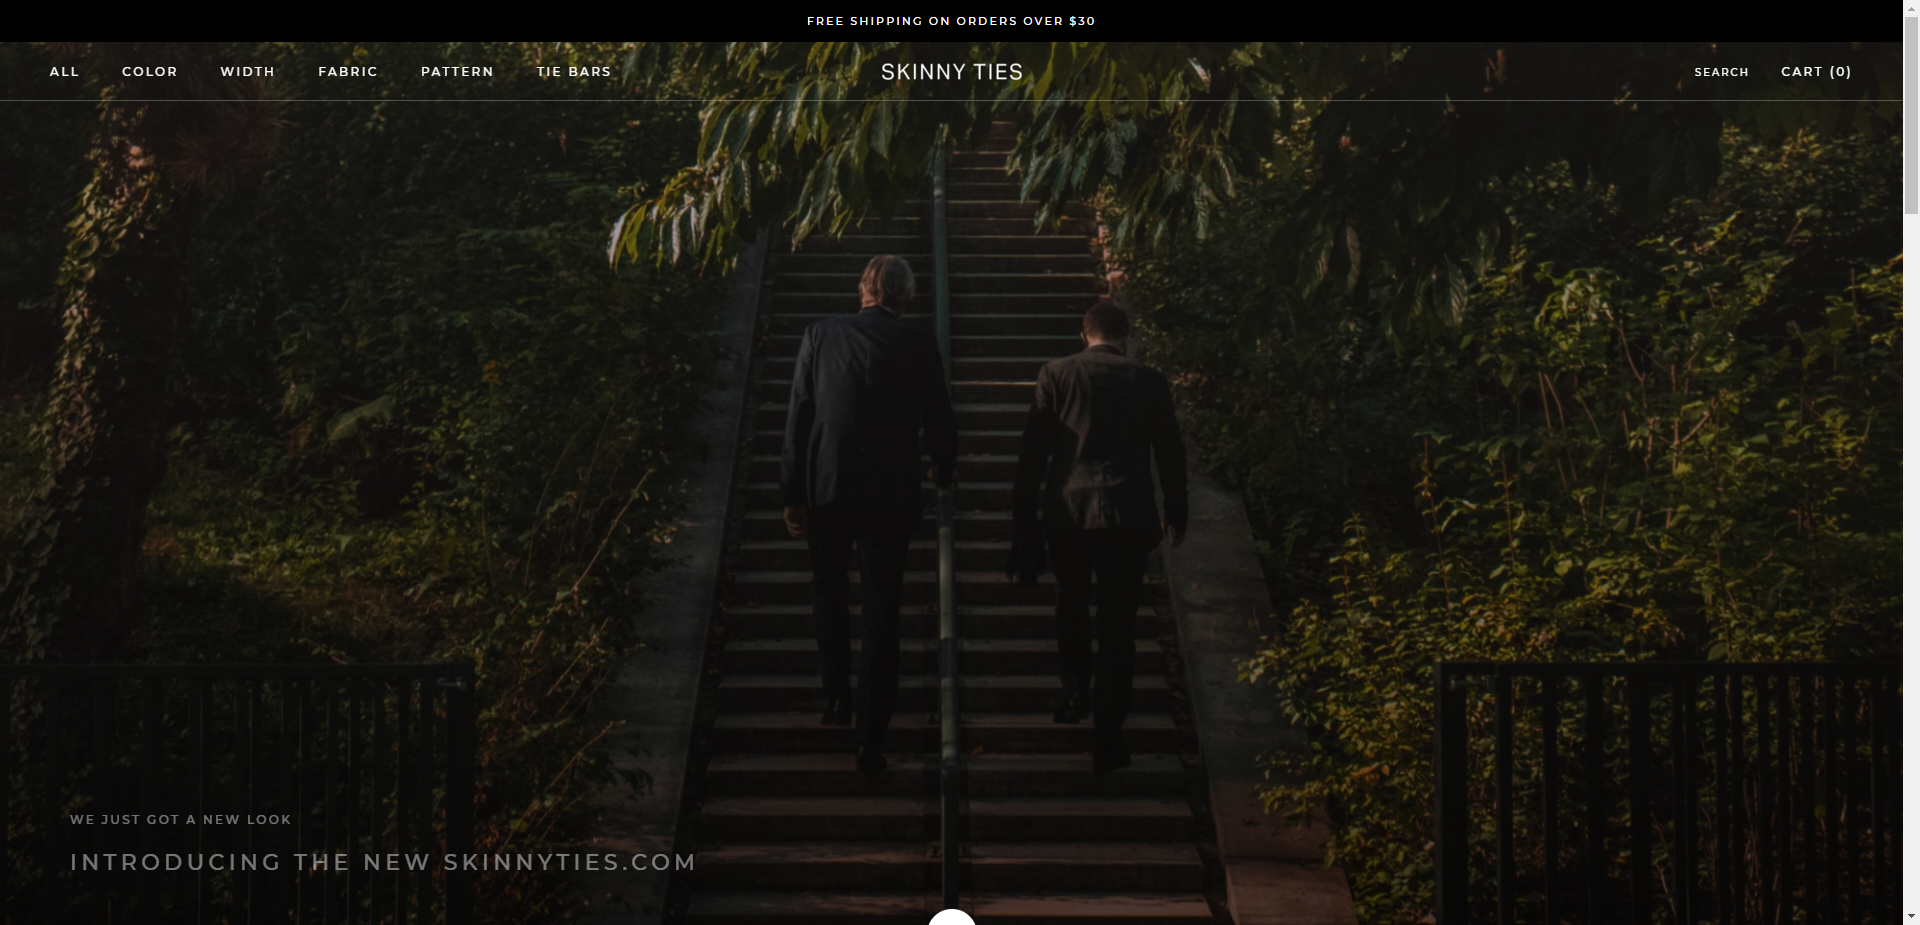 FREE SHIPPING ON ORDERS OVER $30
ALL COLOR WIDTH FABRIC PATTERN TIE BARS SKINNY TIES SEARCH CART (0)
WE JUST GOT A NEW LOOK
INTRODUCING THE NEW SKINNYTIES.COM